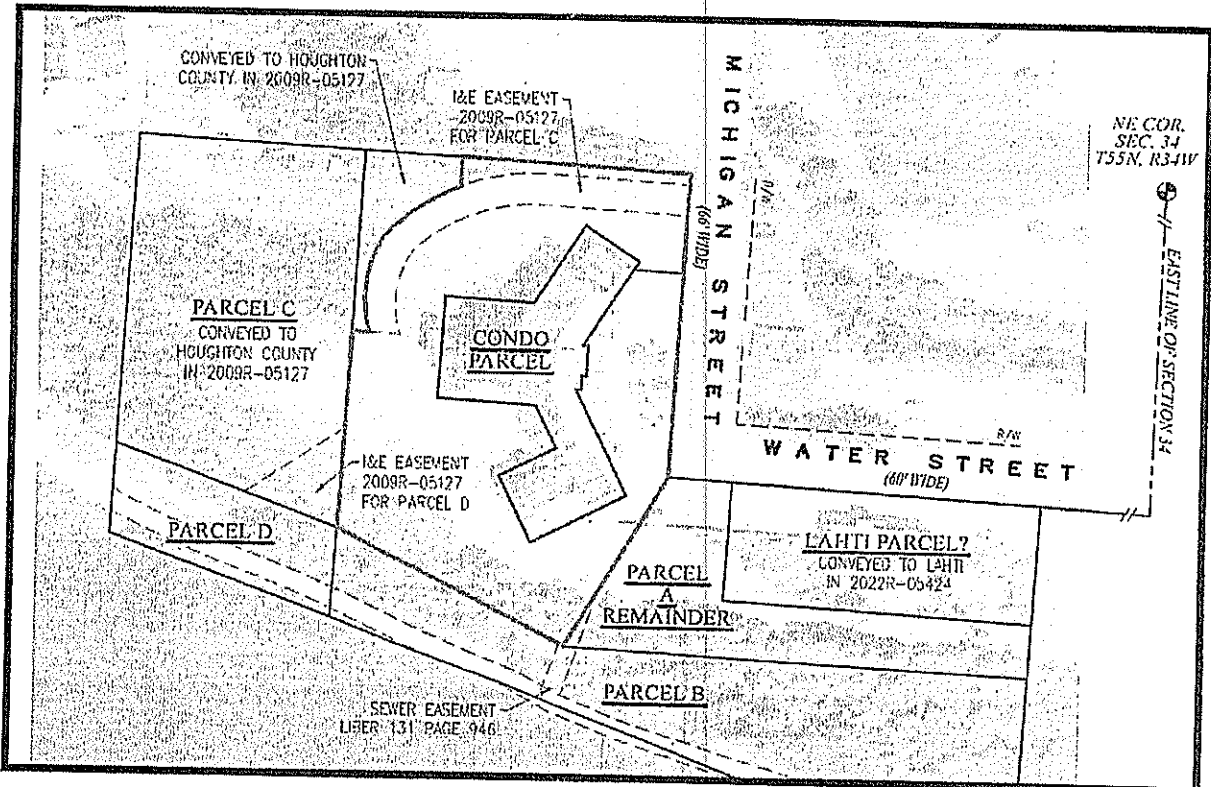 CONVEYED TO HOUGHTON
COUNTY IN 2009R-05127
I&E EASEMENT
2009R-05127
FOR PARCEL C
MICHIGAN STREET
(66' WIDE)
R/W
NE COR.
SEC. 34
T55N, R34W
EAST LINE OF SECTION 34
PARCEL C
CONVEYED TO
HOUGHTON COUNTY
IN 2009R-05127
CONDO
PARCEL
R/W
WATER STREET
(60' WIDE)
I&E EASEMENT
2009R-05127
FOR PARCEL D
PARCEL D
LAHTI PARCEL?
CONVEYED TO LAHTI
IN 2022R-05424
PARCEL
A
REMAINDER
PARCEL B
SEWER EASEMENT
LIBER 131 PAGE 946